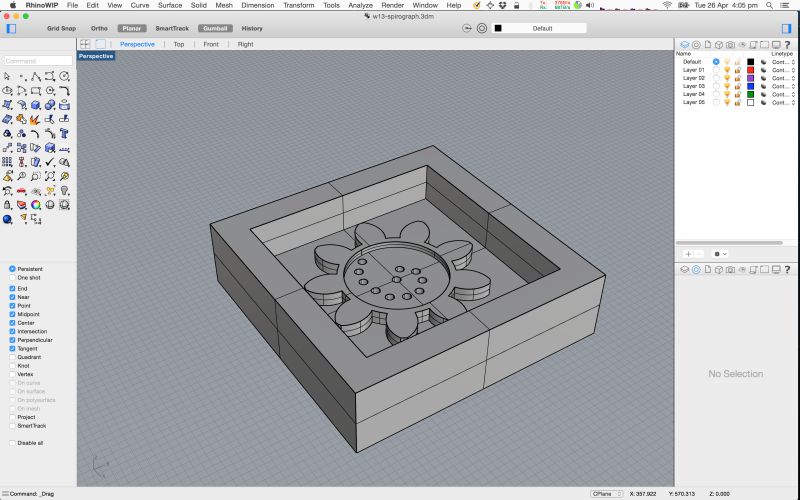 RhinoWIP File Edit View Curve Surface Solid Mesh Dimension Transform Tools Analyze Render Window Help Tue 26 Apr 4:05 pm
w13-spirograph.3dm
Grid Snap Ortho Planar SmartTrack Gumball History Default
Perspective Top Front Right
Perspective
Command
Name Linetype
Default Cont...
Layer 01 Cont...
Layer 02 Cont...
Layer 03 Cont...
Layer 04 Cont...
Layer 05 Cont...
Persistent
One shot
End
Near
Point
Midpoint
Center
Intersection
Perpendicular
Tangent
Quadrant
Knot
Vertex
On curve
On surface
On polysurface
On mesh
Project
SmartTrack
Disable all
No Selection
Command: _Drag
CPlane X: 357.922 Y: 570.313 Z: 0.000